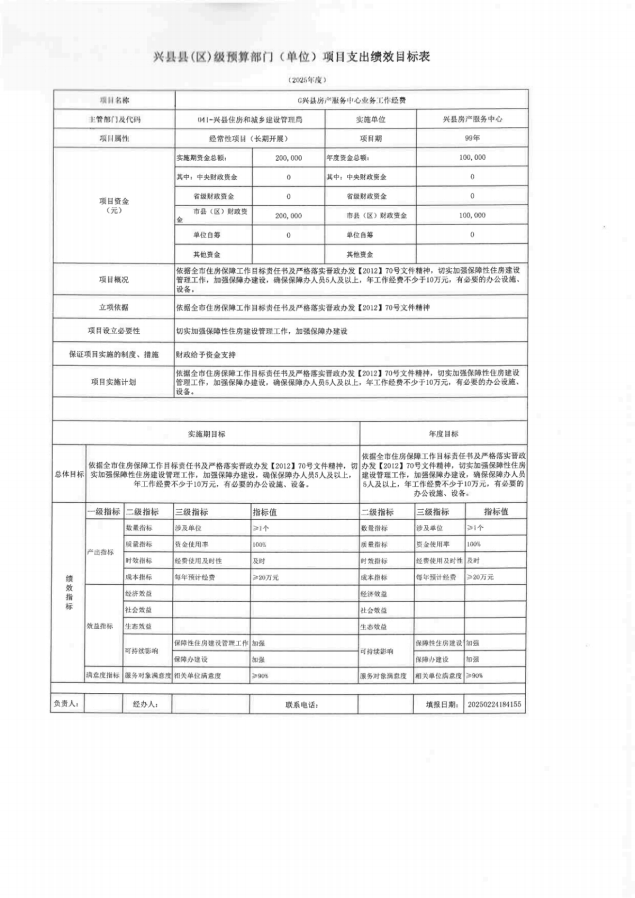 兴县县(区)级预算部门（单位）项目支出绩效目标表
（2025年度）
项目名称 G兴县房产服务中心业务工作经费
主管部门及代码 041-兴县住房和城乡建设管理局 实施单位 兴县房产服务中心
项目属性 经常性项目（长期开展） 项目期 99年
项目资金
（元）
实施期资金总额： 200,000 年度资金总额： 100,000
其中：中央财政资金 0 其中：中央财政资金 0
省级财政资金 0 省级财政资金 0
市县（区）财政资
金 200,000 市县（区）财政资金 100,000
单位自筹 0 单位自筹 0
其他资金 其他资金
项目概况
依据全市住房保障工作目标责任书及严格落实晋政办发【2012】70号文件精神，切实加强保障性住房建设
管理工作，加强保障办建设，确保保障办人员5人及以上，年工作经费不少于10万元，有必要的办公设施、
设备。
立项依据 依据全市住房保障工作目标责任书及严格落实晋政办发【2012】70号文件精神
项目设立必要性 切实加强保障性住房建设管理工作，加强保障办建设
保证项目实施的制度、措施 财政给予资金支持
项目实施计划
依据全市住房保障工作目标责任书及严格落实晋政办发【2012】70号文件精神，切实加强保障性住房建设
管理工作，加强保障办建设，确保保障办人员5人及以上，年工作经费不少于10万元，有必要的办公设施、
设备。
实施期目标 年度目标
总体目标
依据全市住房保障工作目标责任书及严格落实晋政办发【2012】70号文件精神，切
实加强保障性住房建设管理工作，加强保障办建设，确保保障办人员5人及以上，
年工作经费不少于10万元，有必要的办公设施、设备。
依据全市住房保障工作目标责任书及严格落实晋政
办发【2012】70号文件精神，切实加强保障性住房
建设管理工作，加强保障办建设，确保保障办人员
5人及以上，年工作经费不少于10万元，有必要的
办公设施、设备。
绩效指标
一级指标 二级指标 三级指标 指标值 二级指标 三级指标 指标值
产出指标
数量指标 涉及单位 ≥1个 数量指标 涉及单位 ≥1个
质量指标 资金使用率 100% 质量指标 资金使用率 100%
时效指标 经费使用及时性 及时 时效指标 经费使用及时性 及时
成本指标 每年预计经费 ≥20万元 成本指标 每年预计经费 ≥20万元
效益指标
经济效益 经济效益
社会效益 社会效益
生态效益 生态效益
可持续影响 保障性住房建设管理工作 加强 可持续影响 保障性住房建设 加强
保障办建设 加强 保障办建设 加强
满意度指标 服务对象满意度 相关单位满意度 ≥90% 服务对象满意度 相关单位满意度 ≥90%
负责人： 经办人： 联系电话： 填报日期： 20250224184155